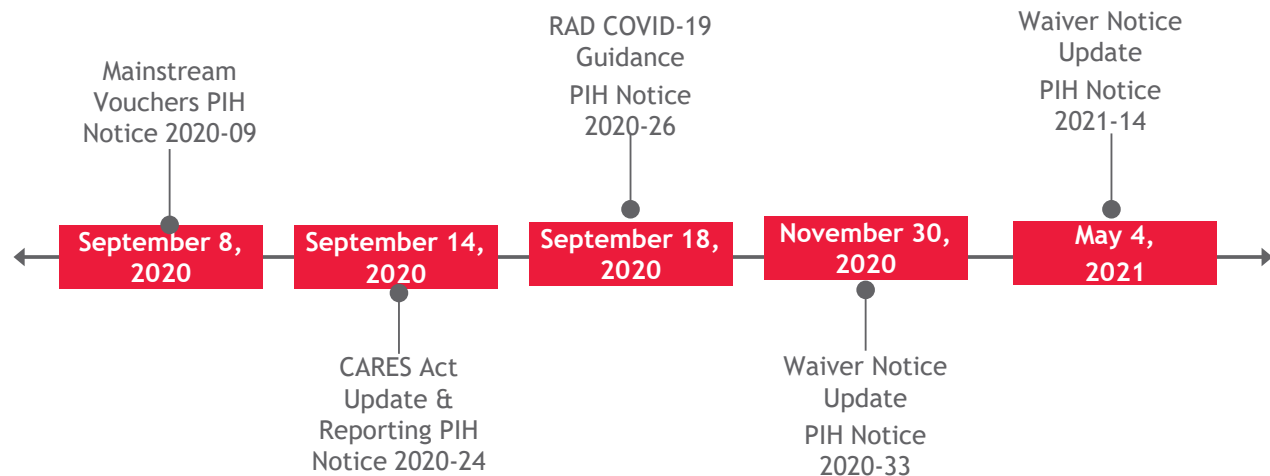 Mainstream
Vouchers PIH
Notice 2020-09
September 8,
2020
CARES Act
Update &
Reporting PIH
Notice 2020-24
September 14,
2020
RAD COVID-19
Guidance
PIH Notice
2020-26
September 18,
2020
November 30,
2020
Waiver Notice
Update
PIH Notice
2020-33
Waiver Notice
Update
PIH Notice
2021-14
May 4,
2021